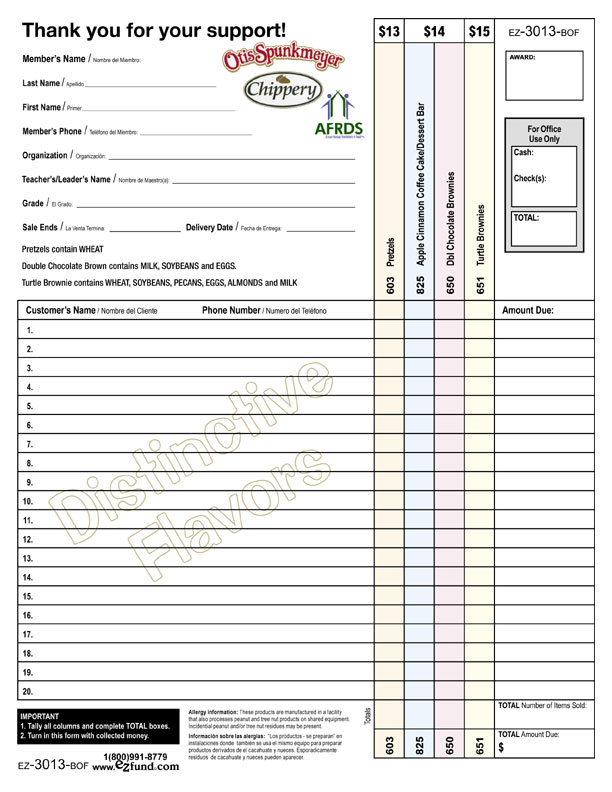 Thank you for your support!
$13
$14
$15
EZ-3013-BOF
Member's Name / Nombre del Miembro:
Otis Spunkmeyer
Chippery
AFRDS
AWARD:
Last Name / Apellido
First Name / Primer
Member's Phone / Teléfono del Miembro:
Organization / Organización:
Teacher's/Leader's Name / Nombre de Maestro(a):
Grade / El Grado:
Sale Ends / La Venta Termina: Delivery Date / Fecha de Entrega:
For Office
Use Only
Cash:
Check(s):
TOTAL:
Pretzels contain WHEAT
Double Chocolate Brown contains MILK, SOYBEANS and EGGS.
Turtle Brownie contains WHEAT, SOYBEANS, PECANS, EGGS, ALMONDS and MILK
603 Pretzels
825 Apple Cinnamon Coffee Cake/Dessert Bar
650 Dbl Chocolate Brownies
651 Turtle Brownies
Customer's Name / Nombre del Cliente Phone Number / Numero del Teléfono Amount Due:
1.
2.
3.
4.
5.
6.
7.
8.
9.
10.
11.
12.
13.
14.
15.
16.
17.
18.
19.
20.
Distinctive
Flavors
IMPORTANT
1. Tally all columns and complete TOTAL boxes.
2. Turn in this form with collected money.
1(800)991-8779
EZ-3013-BOF www.ezfund.com
Allergy information: These products are manufactured in a facility
that also processes peanut and tree nut products on shared equipment.
Incidental peanut and/or tree nut residues may be present
Información sobre las alergias: "Los productos - se preparan" en
instalaciones donde también se usa el mismo equipo para preparar
productos derivados de el cacahuate y nueces. Esporadicamente
residuos de cacahuete y nueces pueden aparecer.
Totals
603
825
650
651
TOTAL Number of Items Sold:
TOTAL Amount Due:
$